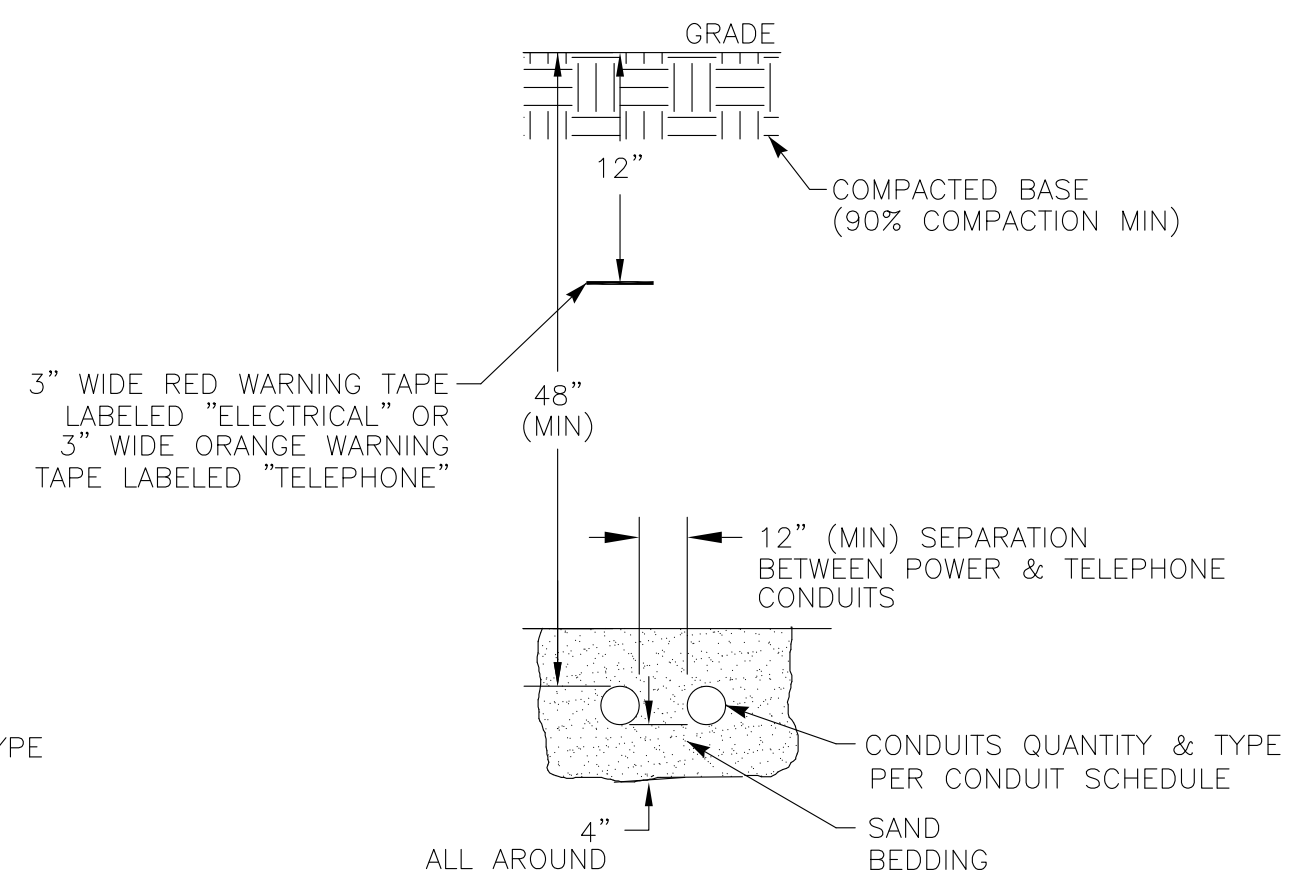 GRADE
12”
COMPACTED BASE
(90% COMPACTION MIN)
3” WIDE RED WARNING TAPE
LABELED ”ELECTRICAL” OR
3” WIDE ORANGE WARNING
TAPE LABELED ”TELEPHONE”
48”
(MIN)
12” (MIN) SEPARATION
BETWEEN POWER & TELEPHONE
CONDUITS
YPE
CONDUITS QUANTITY & TYPE
PER CONDUIT SCHEDULE
4”
ALL AROUND
SAND
BEDDING